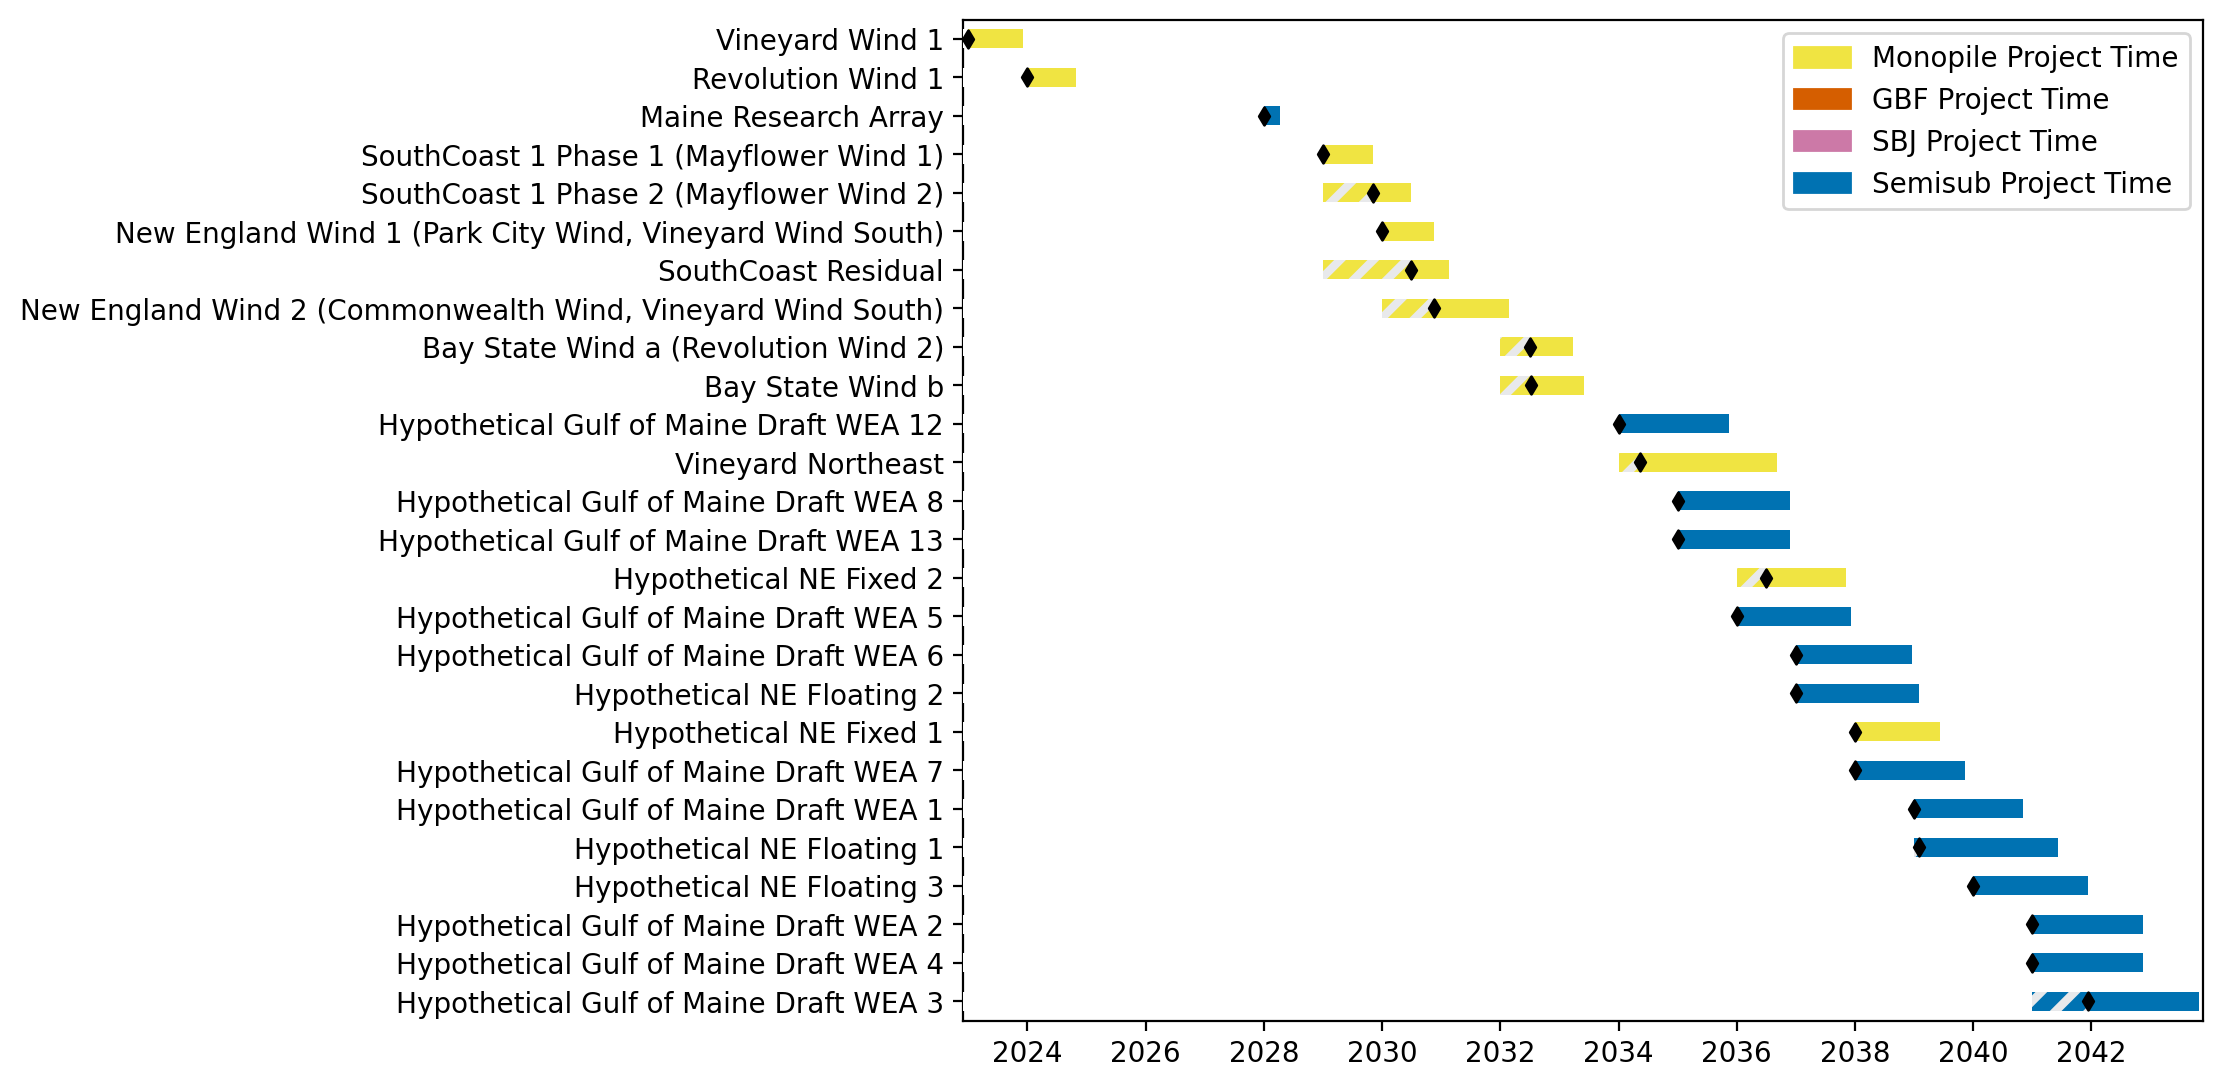 Vineyard Wind 1
Revolution Wind 1
Maine Research Array
SouthCoast 1 Phase 1 (Mayflower Wind 1)
SouthCoast 1 Phase 2 (Mayflower Wind 2)
New England Wind 1 (Park City Wind, Vineyard Wind South)
SouthCoast Residual
New England Wind 2 (Commonwealth Wind, Vineyard Wind South)
Bay State Wind a (Revolution Wind 2)
Bay State Wind b
Hypothetical Gulf of Maine Draft WEA 12
Vineyard Northeast
Hypothetical Gulf of Maine Draft WEA 8
Hypothetical Gulf of Maine Draft WEA 13
Hypothetical NE Fixed 2
Hypothetical Gulf of Maine Draft WEA 5
Hypothetical Gulf of Maine Draft WEA 6
Hypothetical NE Floating 2
Hypothetical NE Fixed 1
Hypothetical Gulf of Maine Draft WEA 7
Hypothetical Gulf of Maine Draft WEA 1
Hypothetical NE Floating 1
Hypothetical NE Floating 3
Hypothetical Gulf of Maine Draft WEA 2
Hypothetical Gulf of Maine Draft WEA 4
Hypothetical Gulf of Maine Draft WEA 3
Monopile Project Time
GBF Project Time
SBJ Project Time
Semisub Project Time
2024 2026 2028 2030 2032 2034 2036 2038 2040 2042